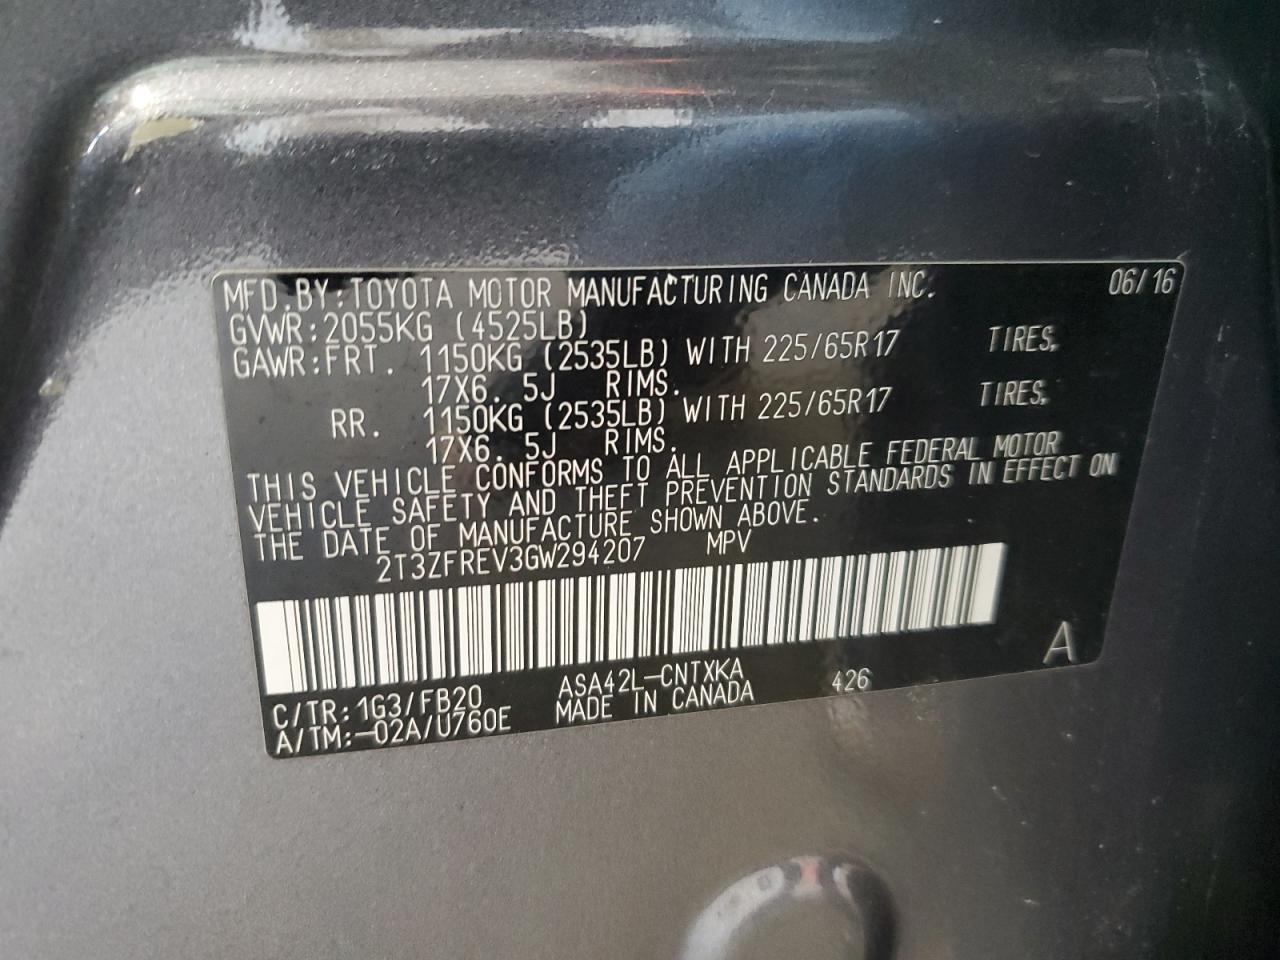 MFD.BY:TOYOTA MOTOR MANUFACTURING CANADA INC. 06/16
GVWR:2055KG (4525LB)
GAWR:FRT. 1150KG (2535LB) WITH 225/65R17 TIRES,
17X6. 5J RIMS.
RR. 1150KG (2535LB) WITH 225/65R17 TIRES,
17X6. 5J RIMS.
THIS VEHICLE CONFORMS TO ALL APPLICABLE FEDERAL MOTOR
VEHICLE SAFETY AND THEFT PREVENTION STANDARDS IN EFFECT ON
THE DATE OF MANUFACTURE SHOWN ABOVE.
2T3ZFREV3GW294207 MPV
A
C/TR:1G3/FB20 ASA42L-CNTXKA 426
A/TM:-02A/U760E MADE IN CANADA